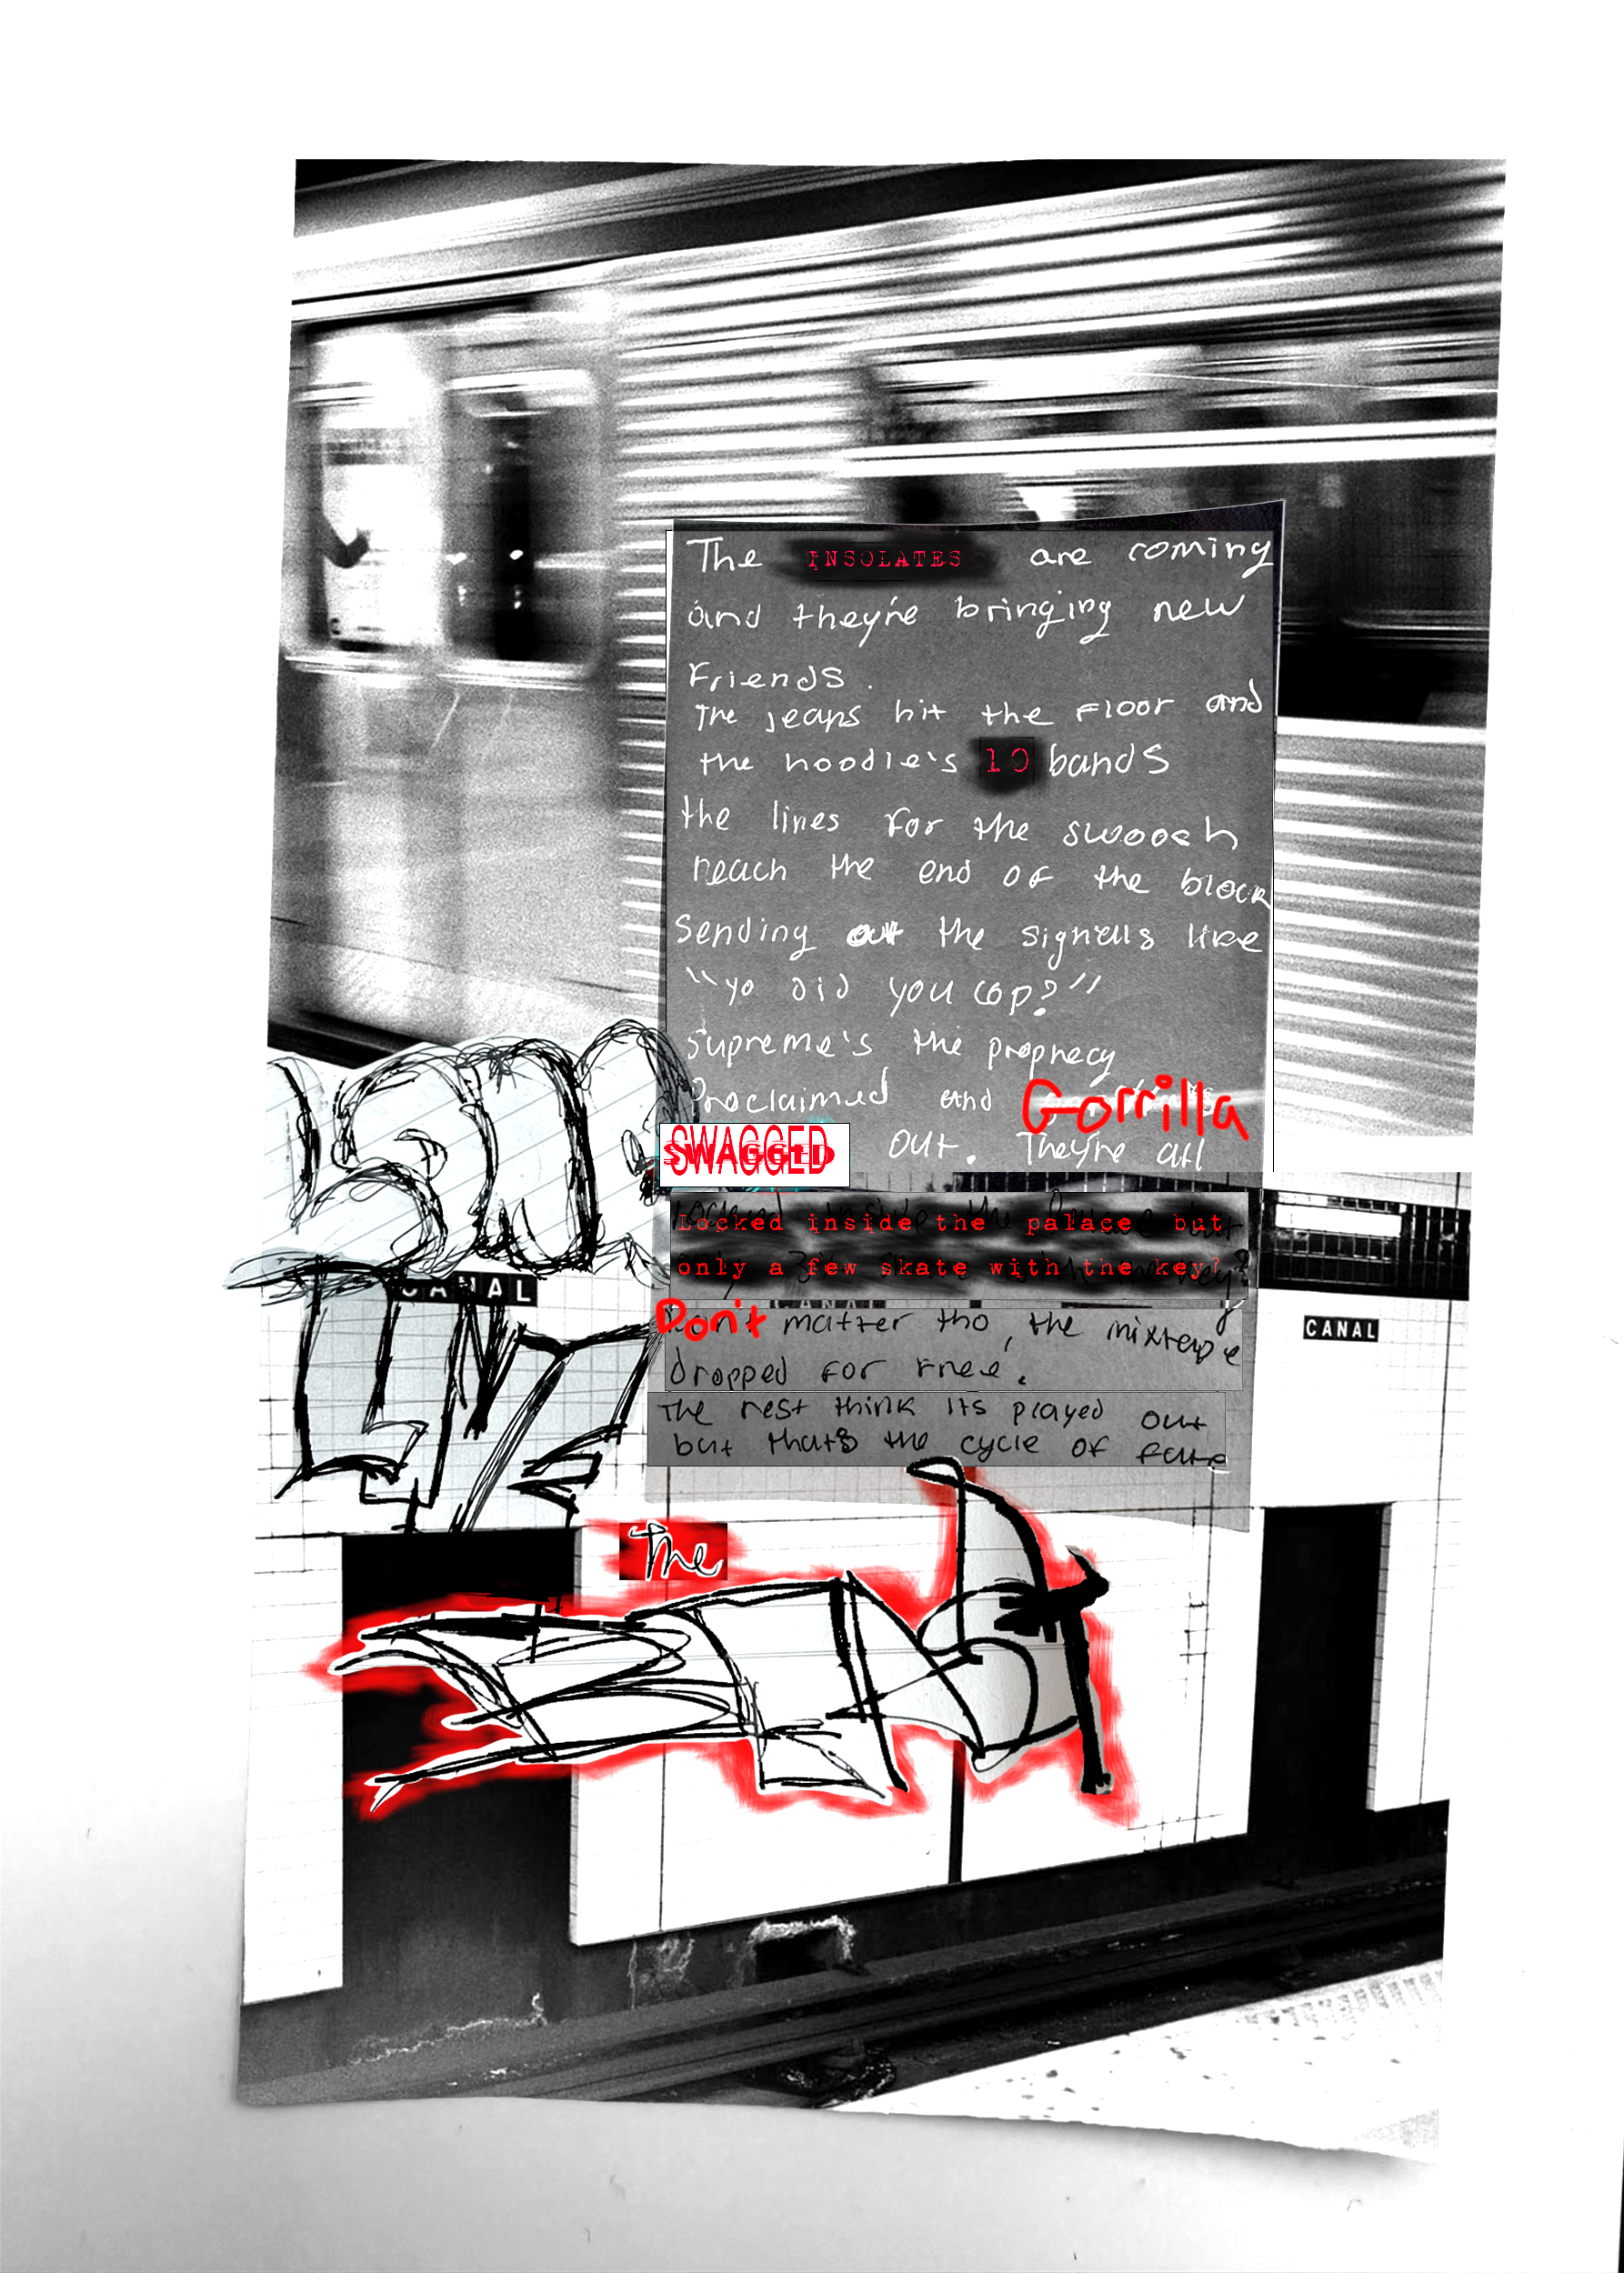 The INSOLATES are coming
and they're bringing new
Friends.
The jeans hit the floor and
the hoodie's 10 bands
the lines for the swoosh
reach the end of the block
Sending out the signals like
"yo did you cop?"
Supreme's the prophecy
Proclaimed and Gorrilla
SWAGGED out. They're all
Locked inside the palace but
only a few skate with the key?
Don't matter tho, the mixtape
dropped for free.
The rest think its played out
but thats the cycle of fate
CANAL
CANAL
The